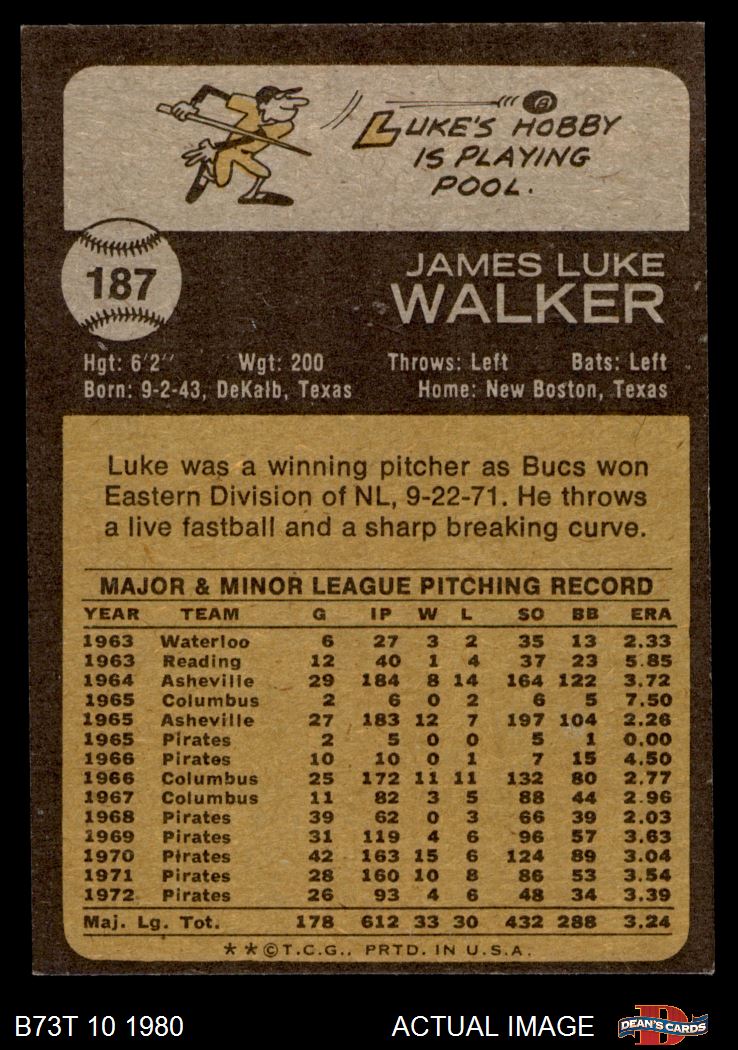 LUKE'S HOBBY
IS PLAYING
POOL.
8
187
JAMES LUKE
WALKER
Hgt: 6'2" Wgt: 200 Throws: Left Bats: Left
Born: 9-2-43, DeKalb, Texas Home: New Boston, Texas
Luke was a winning pitcher as Bucs won
Eastern Division of NL, 9-22-71. He throws
a live fastball and a sharp breaking curve.
MAJOR & MINOR LEAGUE PITCHING RECORD
YEAR TEAM G IP W L SO BB ERA
1963 Waterloo 6 27 3 2 35 13 2.33
1963 Reading 12 40 1 4 37 23 5.85
1964 Asheville 29 184 8 14 164 122 3.72
1965 Columbus 2 6 0 2 6 5 7.50
1965 Asheville 27 183 12 7 197 104 2.26
1965 Pirates 2 5 0 0 5 1 0.00
1966 Pirates 10 10 0 1 7 15 4.50
1966 Columbus 25 172 11 11 132 80 2.77
1967 Columbus 11 82 3 5 88 44 2.96
1968 Pirates 39 62 0 3 66 39 2.03
1969 Pirates 31 119 4 6 96 57 3.63
1970 Pirates 42 163 15 6 124 89 3.04
1971 Pirates 28 160 10 8 86 53 3.54
1972 Pirates 26 93 4 6 48 34 3.39
Maj. Lg. Tot. 178 612 33 30 432 288 3.24
**©T.C.G., PRTD. IN U.S.A.
B73T 10 1980 ACTUAL IMAGE D DEAN'S CARDS